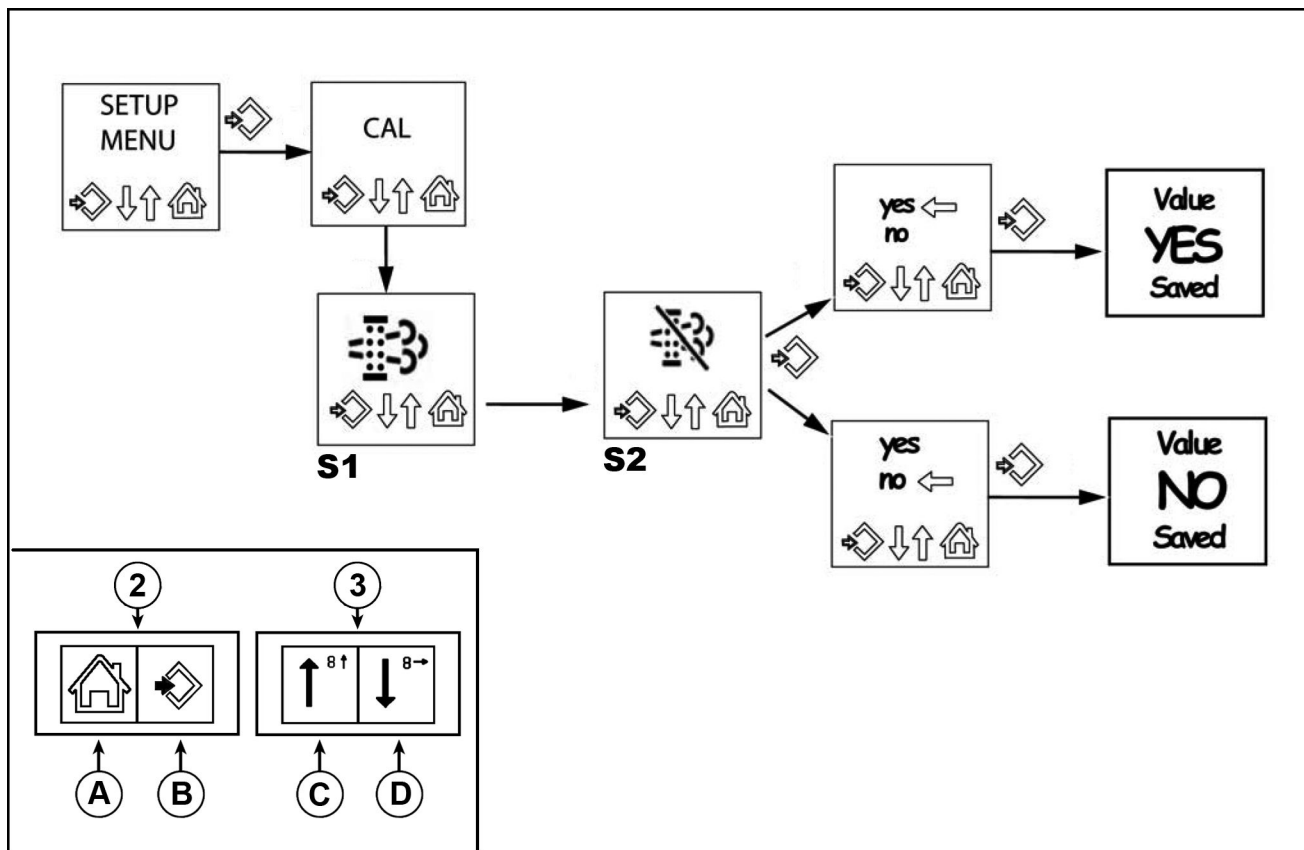 SETUP
MENU
CAL
S1
S2
yes
no
Value
YES
Saved
yes
no
Value
NO
Saved
2
3
8
8
A
B
C
D